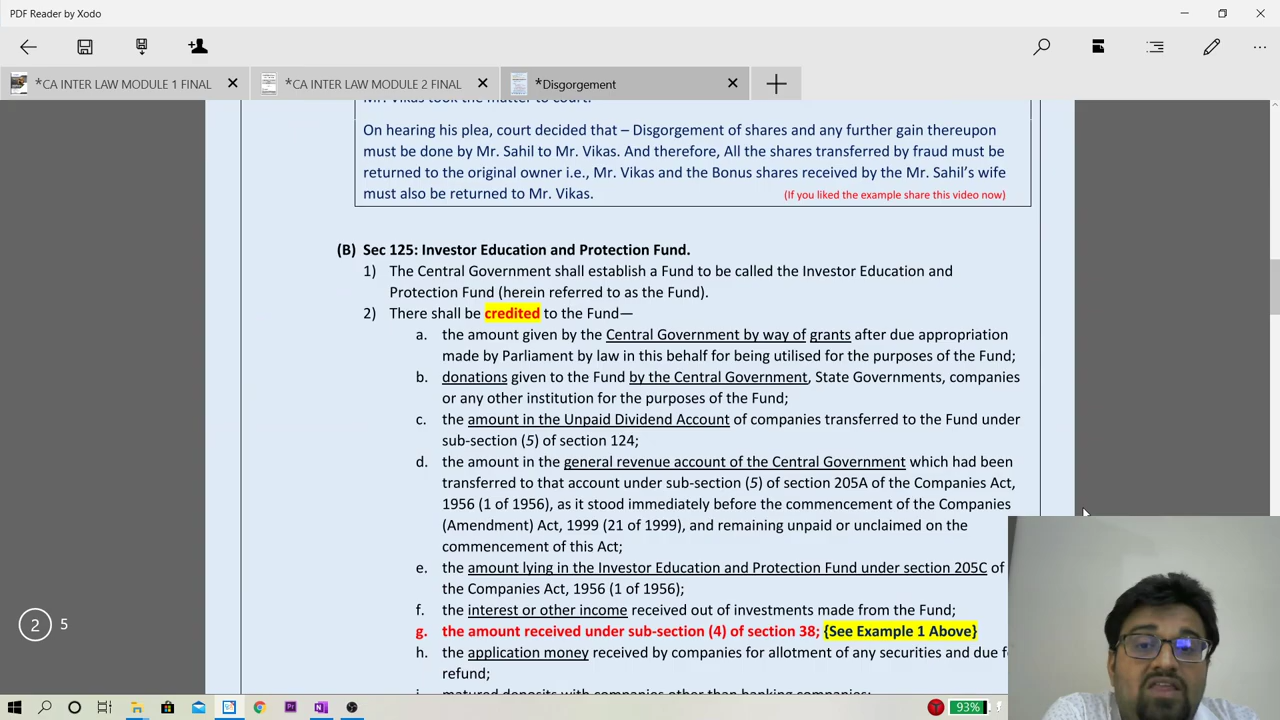 PDF Reader by Xodo
*CA INTER LAW MODULE 1 FINAL
*CA INTER LAW MODULE 2 FINAL
*Disgorgement
Mr. Vikas took the matter to court.
On hearing his plea, court decided that – Disgorgement of shares and any further gain thereupon
must be done by Mr. Sahil to Mr. Vikas. And therefore, All the shares transferred by fraud must be
returned to the original owner i.e., Mr. Vikas and the Bonus shares received by the Mr. Sahil's wife
must also be returned to Mr. Vikas. (If you liked the example share this video now)
(B) Sec 125: Investor Education and Protection Fund.
1) The Central Government shall establish a Fund to be called the Investor Education and
Protection Fund (herein referred to as the Fund).
2) There shall be credited to the Fund—
a. the amount given by the Central Government by way of grants after due appropriation
made by Parliament by law in this behalf for being utilised for the purposes of the Fund;
b. donations given to the Fund by the Central Government, State Governments, companies
or any other institution for the purposes of the Fund;
c. the amount in the Unpaid Dividend Account of companies transferred to the Fund under
sub-section (5) of section 124;
d. the amount in the general revenue account of the Central Government which had been
transferred to that account under sub-section (5) of section 205A of the Companies Act,
1956 (1 of 1956), as it stood immediately before the commencement of the Companies
(Amendment) Act, 1999 (21 of 1999), and remaining unpaid or unclaimed on the
commencement of this Act;
e. the amount lying in the Investor Education and Protection Fund under section 205C of
the Companies Act, 1956 (1 of 1956);
f. the interest or other income received out of investments made from the Fund;
g. the amount received under sub-section (4) of section 38; {See Example 1 Above}
h. the application money received by companies for allotment of any securities and due f
refund;
i. matured deposits with companies other than banking companies;
2 5
93%